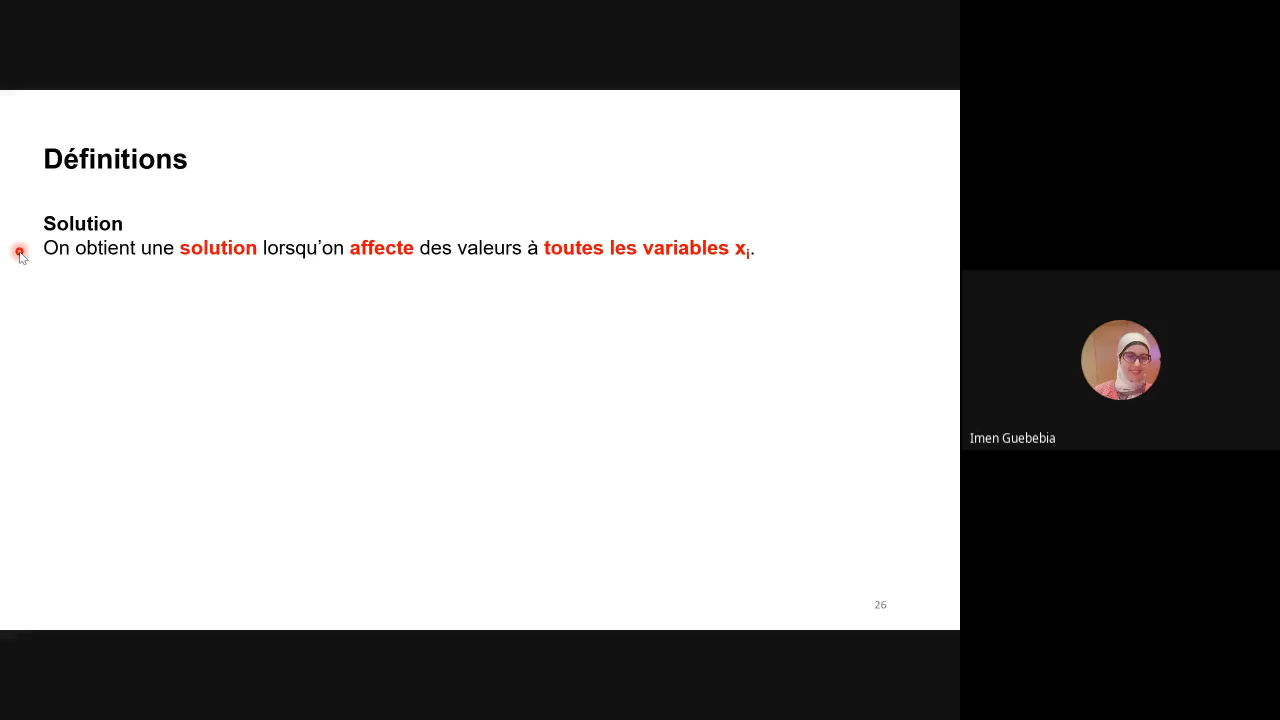 Définitions
Solution
On obtient une solution lorsqu’on affecte des valeurs à toutes les variables xi.
26
Imen Guebebia